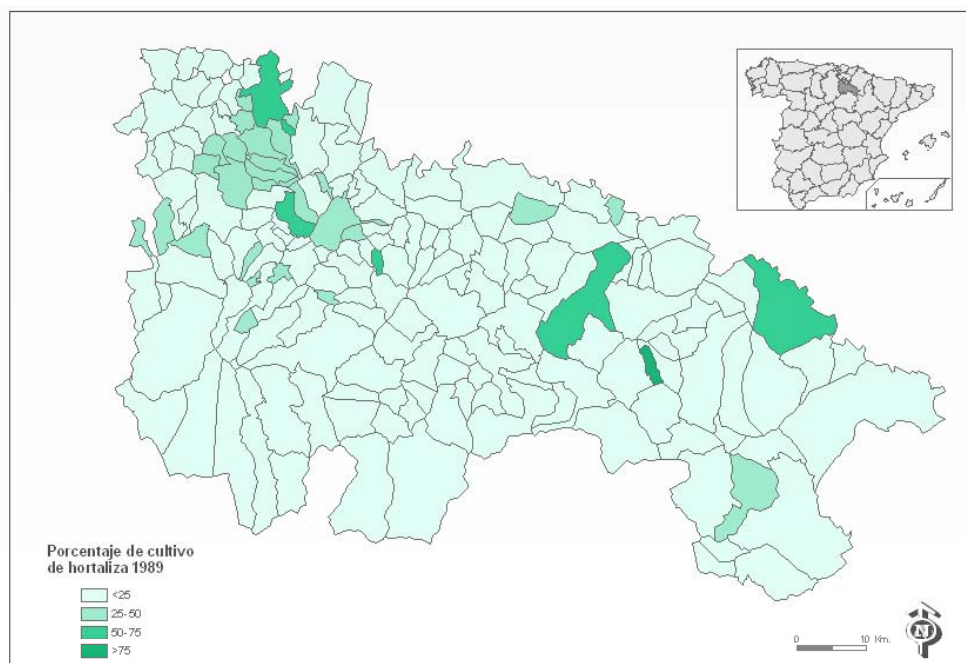 Porcentaje de cultivo
de hortaliza 1989
<25
25-50
50-75
>75
0 10 Km.
N